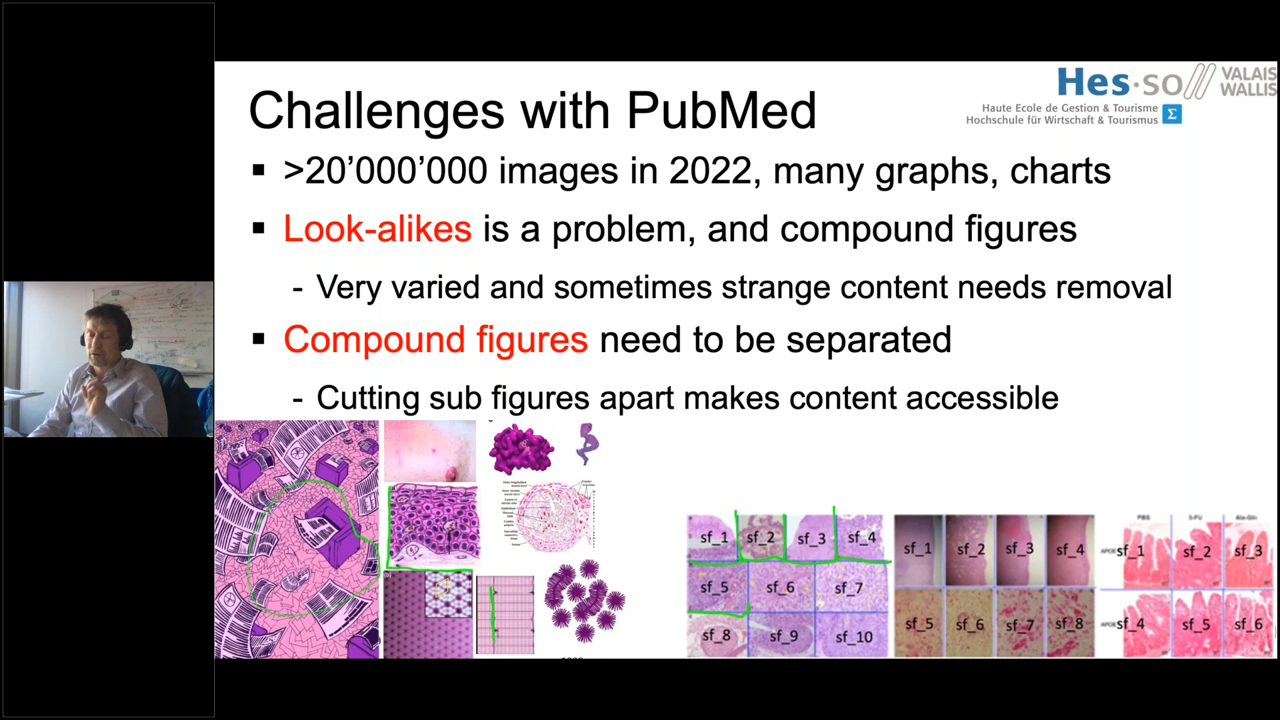 Hes·so VALAIS
WALLIS
Haute Ecole de Gestion & Tourisme
Hochschule für Wirtschaft & Tourismus Σ
Challenges with PubMed
▪ >20’000’000 images in 2022, many graphs, charts
▪ Look-alikes is a problem, and compound figures
- Very varied and sometimes strange content needs removal
▪ Compound figures need to be separated
- Cutting sub figures apart makes content accessible
sf_1 sf_2 sf_3 sf_4
sf_5 sf_6 sf_7
sf_8 sf_9 sf_10
sf_1 sf_2 sf_3 sf_4
sf_5 sf_6 sf_7 sf_8
PBS 5-FU Ala-Gln
sf_1 sf_2 sf_3
sf_4 sf_5 sf_6